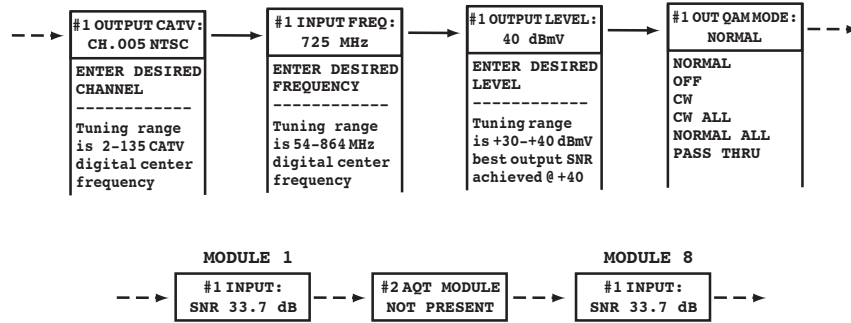 #1 OUTPUT CATV:
CH.005 NTSC
ENTER DESIRED
CHANNEL
------------
Tuning range
is 2-135 CATV
digital center
frequency
#1 INPUT FREQ:
725 MHz
ENTER DESIRED
FREQUENCY
------------
Tuning range
is 54-864 MHz
digital center
frequency
#1 OUTPUT LEVEL:
40 dBmV
ENTER DESIRED
LEVEL
------------
Tuning range
is +30-+40 dBmV
best output SNR
achieved @ +40
#1 OUT QAM MODE:
NORMAL
NORMAL
OFF
CW
CW ALL
NORMAL ALL
PASS THRU
MODULE 1
#1 INPUT:
SNR 33.7 dB
#2 AQT MODULE
NOT PRESENT
MODULE 8
#1 INPUT:
SNR 33.7 dB